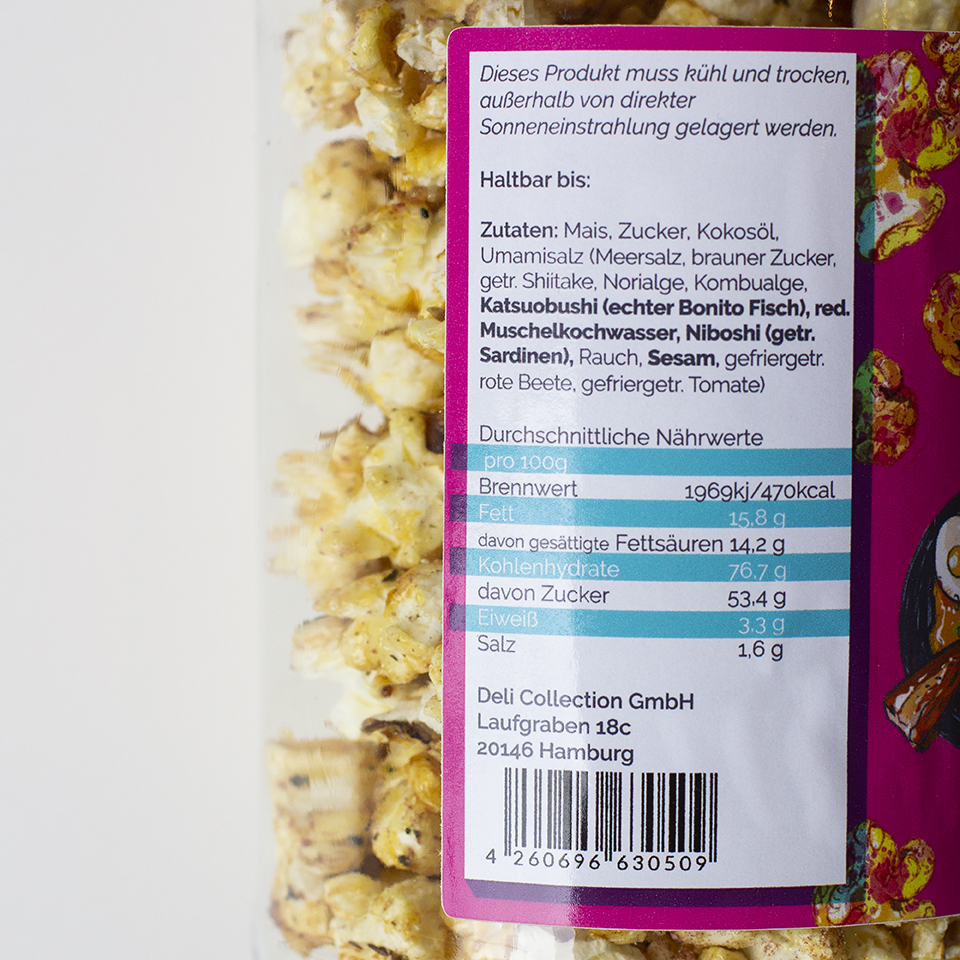 Dieses Produkt muss kühl und trocken,
außerhalb von direkter
Sonneneinstrahlung gelagert werden.
Haltbar bis:
Zutaten: Mais, Zucker, Kokosöl,
Umamisalz (Meersalz, brauner Zucker,
getr. Shiitake, Norialge, Kombualge,
Katsuobushi (echter Bonito Fisch), red.
Muschelkochwasser, Niboshi (getr.
Sardinen), Rauch, Sesam, gefriergetr.
rote Beete, gefriergetr. Tomate)
Durchschnittliche Nährwerte
pro 100g
Brennwert 1969kj/470kcal
Fett 15,8 g
davon gesättigte Fettsäuren 14,2 g
Kohlenhydrate 76,7 g
davon Zucker 53,4 g
Eiweiß 3,3 g
Salz 1,6 g
Deli Collection GmbH
Laufgraben 18c
20146 Hamburg
4 260696 630509